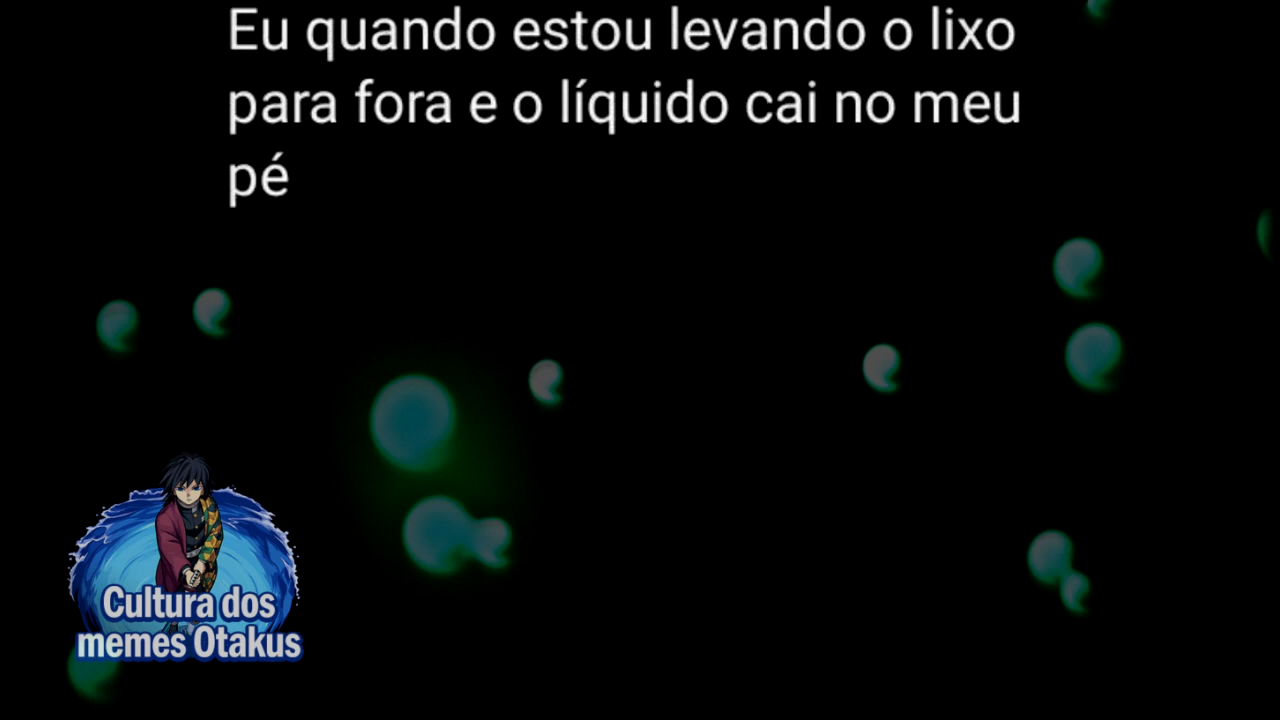 Eu quando estou levando o lixo
para fora e o líquido cai no meu
pé
Cultura dos
memes Otakus